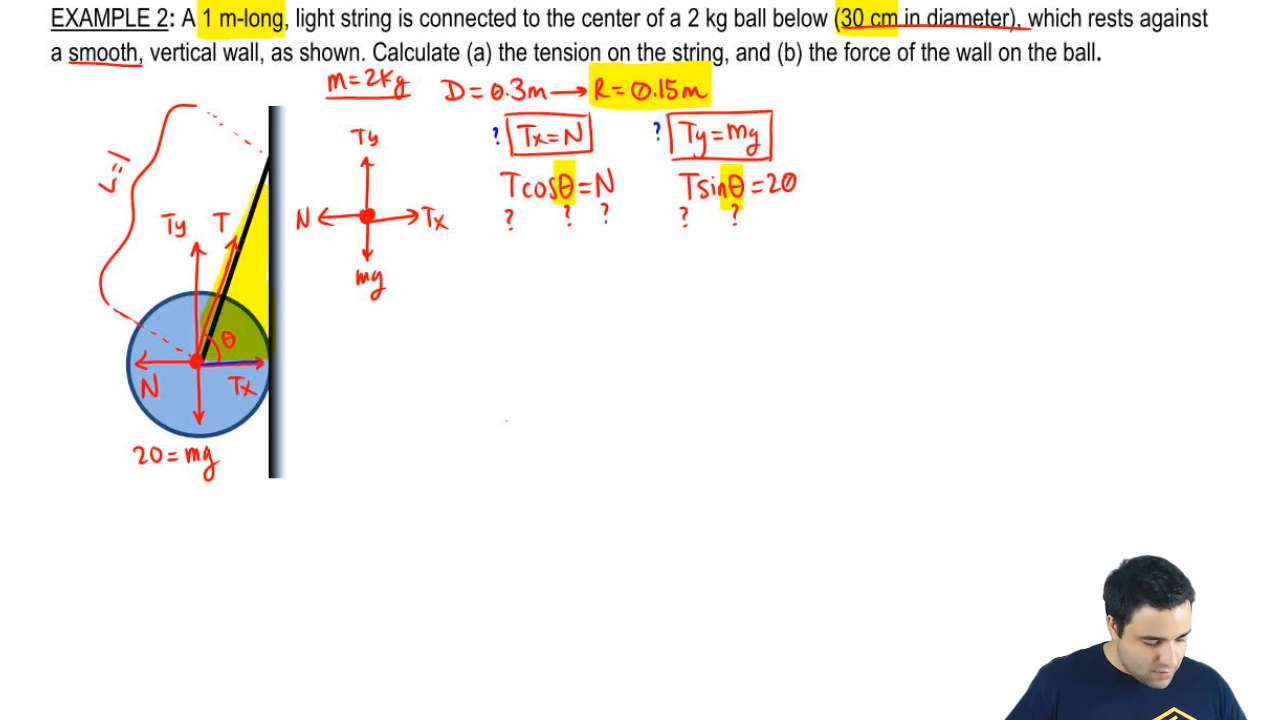 EXAMPLE 2: A 1 m-long, light string is connected to the center of a 2 kg ball below (30 cm in diameter), which rests against
a smooth, vertical wall, as shown. Calculate (a) the tension on the string, and (b) the force of the wall on the ball.
m=2kg D=0.3m→R=0.15m
? Tx=N ? Ty=mg
Tcosθ=N Tsinθ=20
? ? ? ? ?
Ty
N Tx
mg
L=1
Ty T
θ
N Tx
20=mg